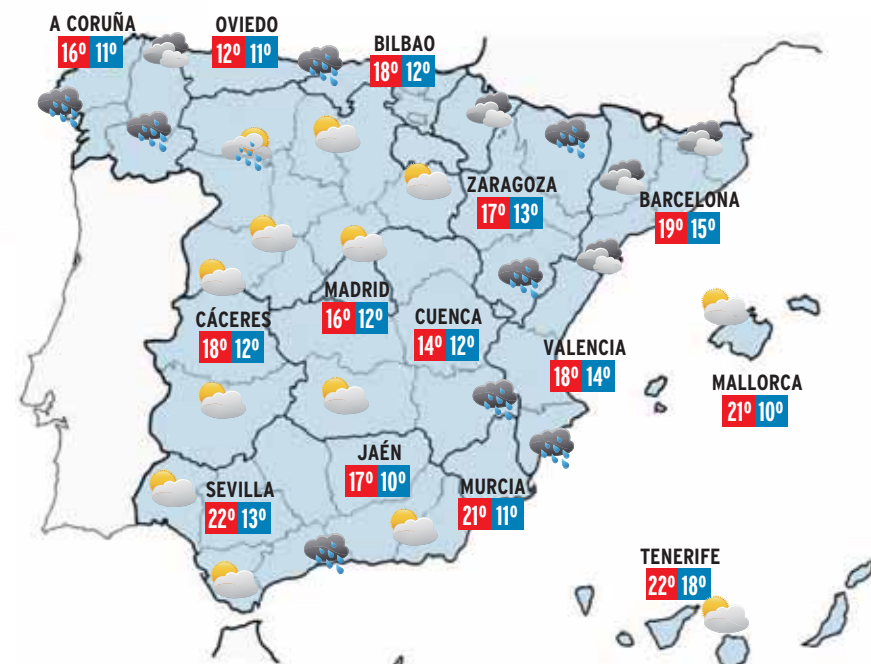 A CORUÑA
16º 11º
OVIEDO
12º 11º
BILBAO
18º 12º
ZARAGOZA
17º 13º
BARCELONA
19º 15º
MADRID
16º 12º
CUENCA
14º 12º
CÁCERES
18º 12º
VALENCIA
18º 14º
MALLORCA
21º 10º
JAÉN
17º 10º
SEVILLA
22º 13º
MURCIA
21º 11º
TENERIFE
22º 18º